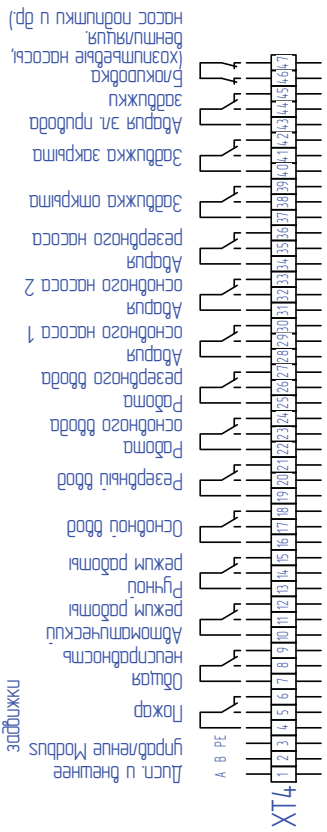 XT4
A B PE
1
2
3
4
5
6
7
8
9
10
11
12
13
14
15
16
17
18
19
20
21
22
23
24
25
26
27
28
29
30
31
32
33
34
35
36
37
38
39
40
41
42
43
44
45
46
47
Дисп. и внешнее
управление Modbus
Пожар
Общая
неисправность
Автоматический
режим работы
Ручной
режим работы
Основной ввод
Резервный ввод
Работа
основного ввода
Работа
резервного ввода
Авария
основного насоса 1
Авария
основного насоса 2
Авария
резервного насоса
Задвижка открыта
Задвижка закрыта
Авария эл. привода
задвижки
Блокировка
(хозпитьевые насосы,
вентиляция.
насос подпитки и др.)
задвижки